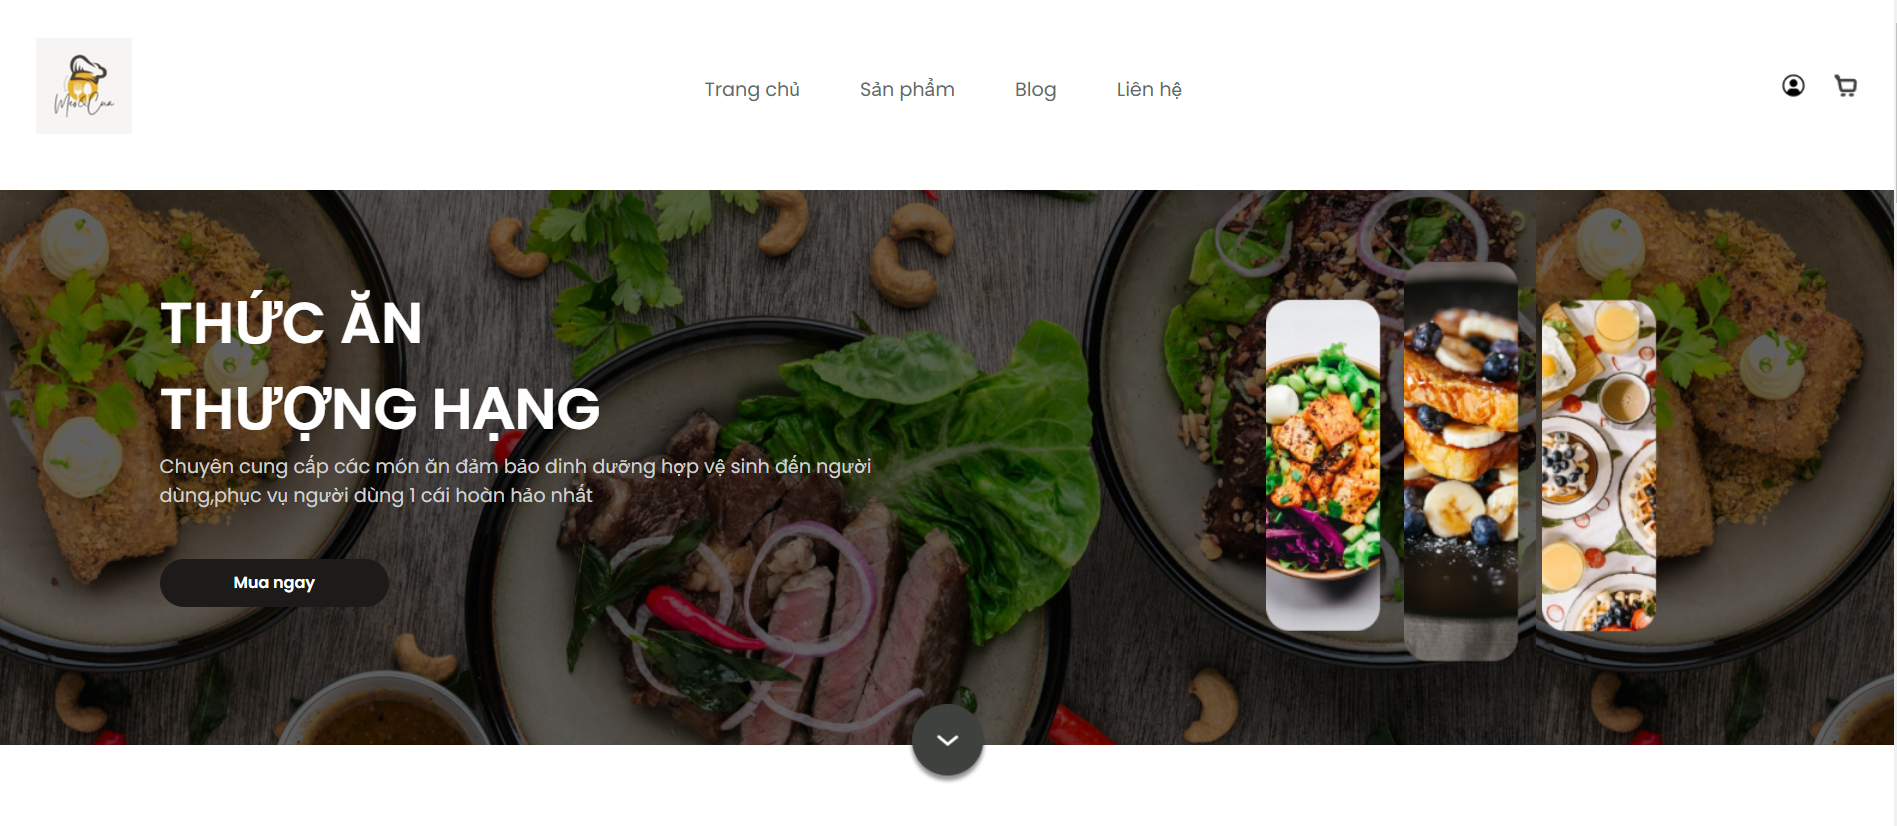 Meo&Cua
Trang chủ
Sản phẩm
Blog
Liên hệ
THỨC ĂN
THƯỢNG HẠNG
Chuyên cung cấp các món ăn đảm bảo dinh dưỡng hợp vệ sinh đến người
dùng,phục vụ người dùng 1 cái hoàn hảo nhất
Mua ngay